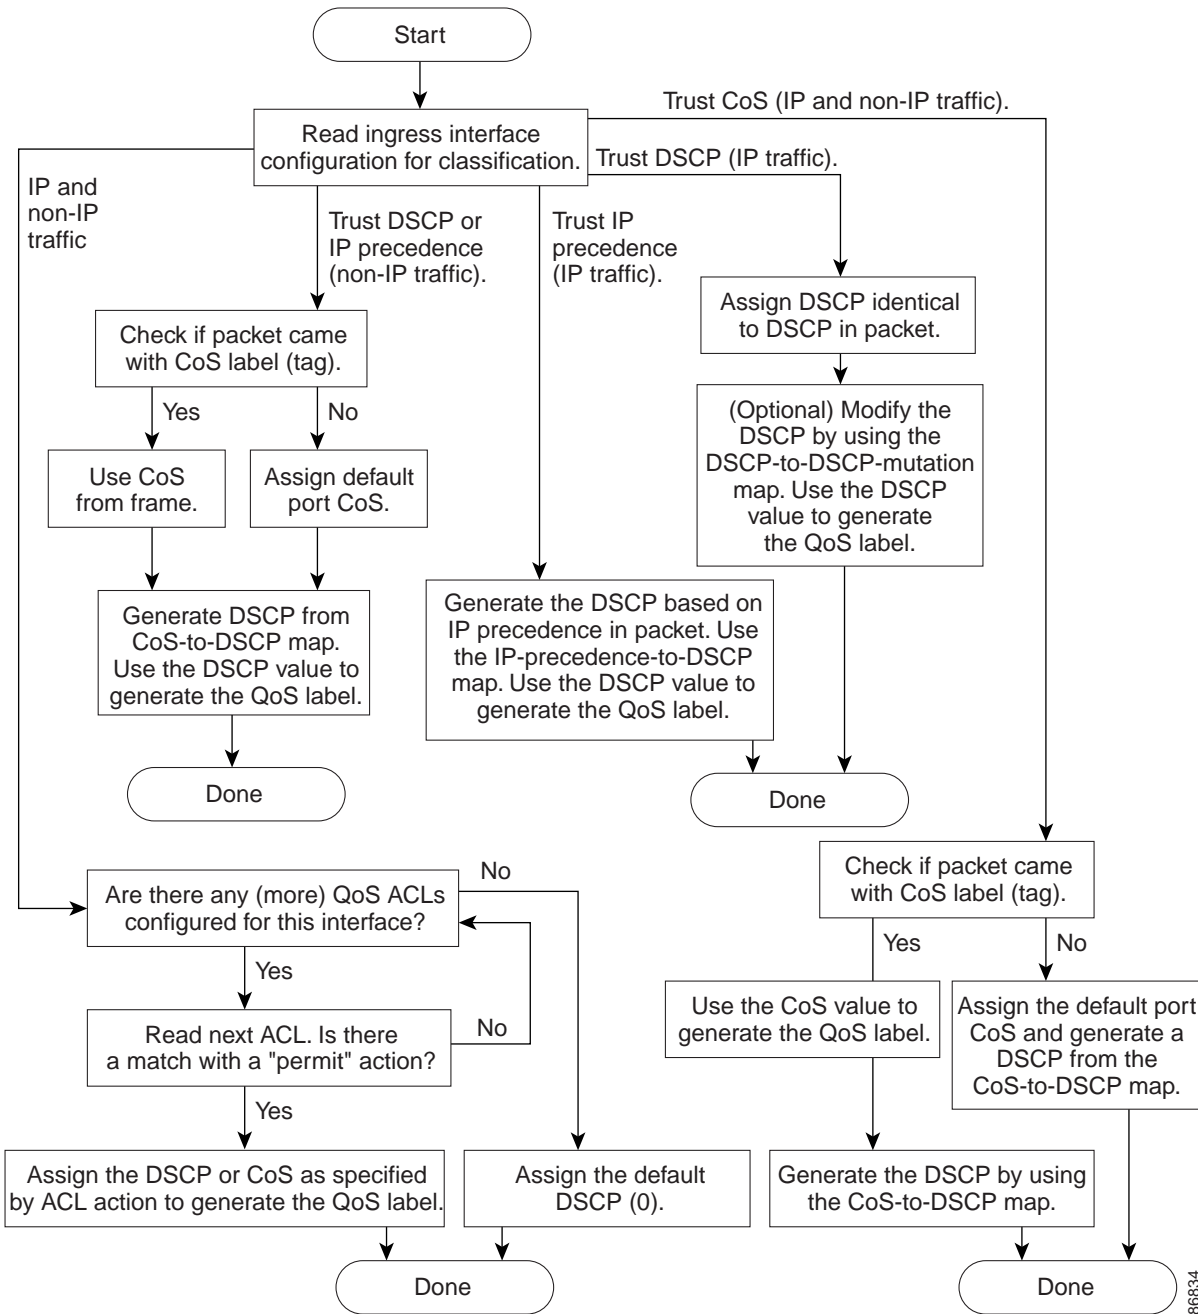 Start
Trust CoS (IP and non-IP traffic).
Read ingress interface
configuration for classification.
Trust DSCP (IP traffic).
IP and
non-IP
traffic
Trust DSCP or
IP precedence
(non-IP traffic).
Trust IP
precedence
(IP traffic).
Assign DSCP identical
to DSCP in packet.
Check if packet came
with CoS label (tag).
Yes
No
(Optional) Modify the
DSCP by using the
DSCP-to-DSCP-mutation
map. Use the DSCP
value to generate
the QoS label.
Use CoS
from frame.
Assign default
port CoS.
Generate DSCP from
CoS-to-DSCP map.
Use the DSCP value to
generate the QoS label.
Generate the DSCP based on
IP precedence in packet. Use
the IP-precedence-to-DSCP
map. Use the DSCP value to
generate the QoS label.
Done
Done
Are there any (more) QoS ACLs
configured for this interface?
No
Check if packet came
with CoS label (tag).
Yes
Yes
No
Read next ACL. Is there
a match with a "permit" action?
No
Use the CoS value to
generate the QoS label.
Assign the default port
CoS and generate a
DSCP from the
CoS-to-DSCP map.
Yes
Assign the DSCP or CoS as specified
by ACL action to generate the QoS label.
Assign the default
DSCP (0).
Generate the DSCP by using
the CoS-to-DSCP map.
Done
Done
86834